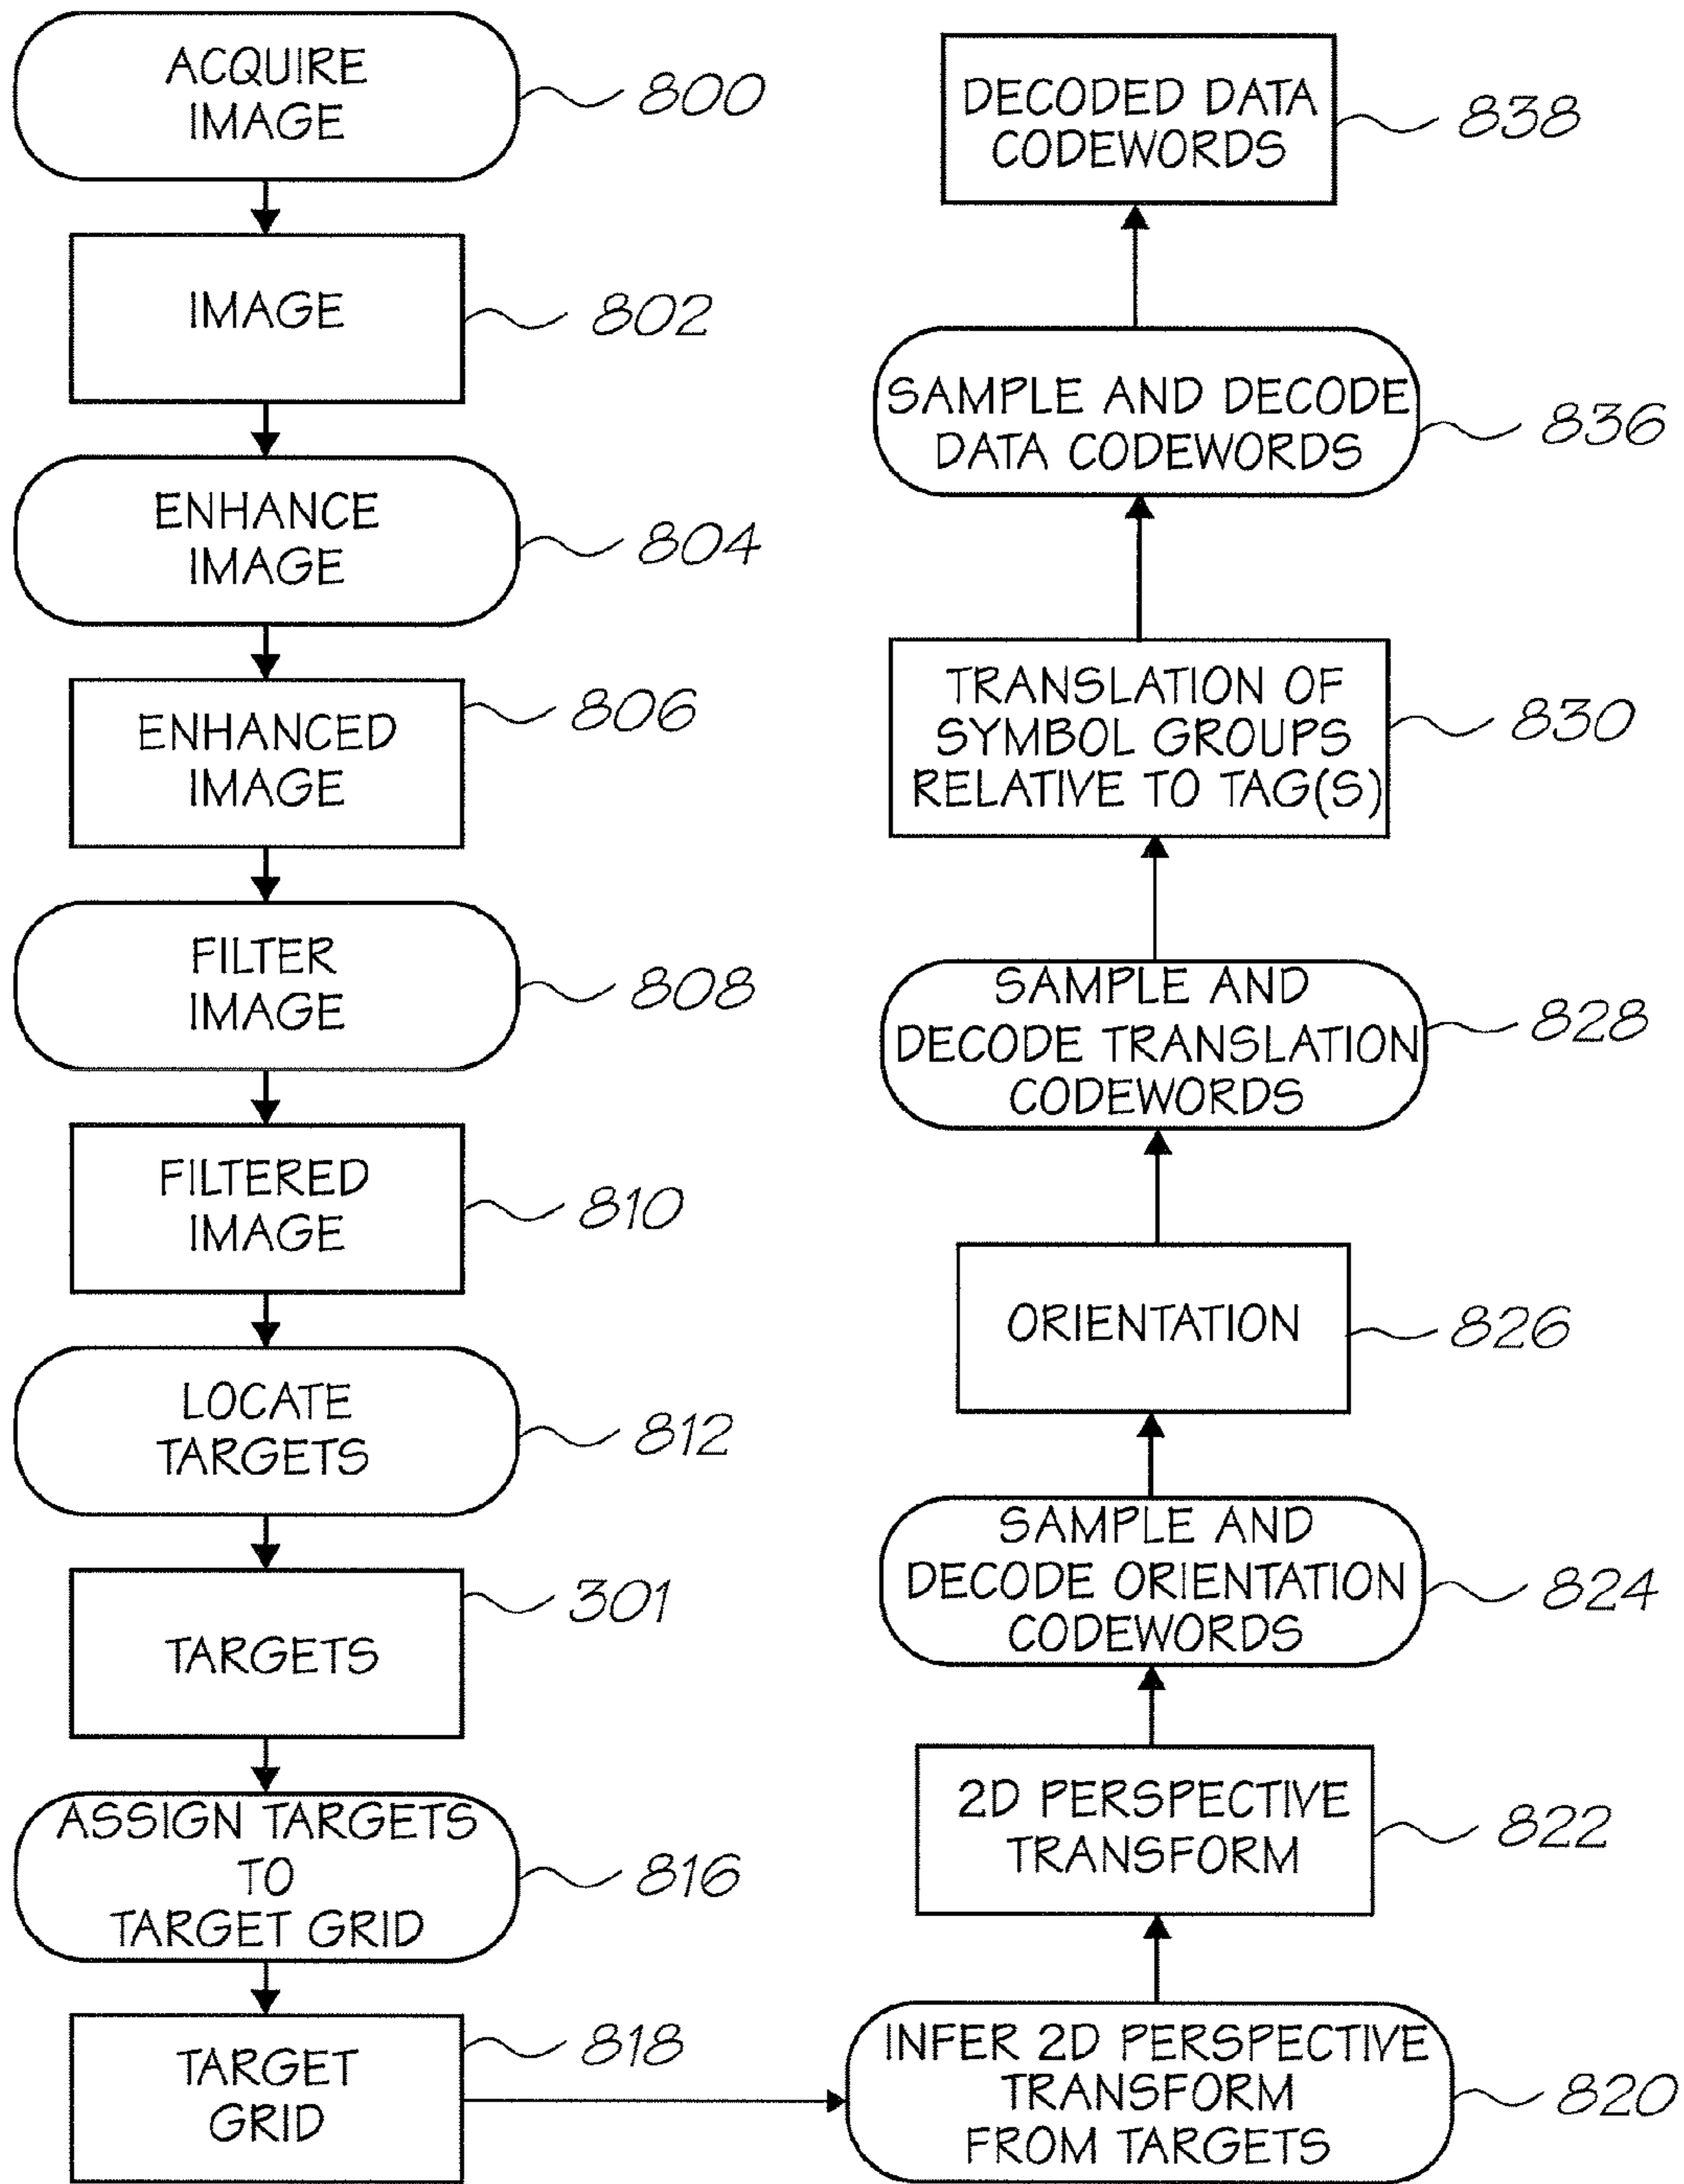 ACQUIRE
IMAGE
800
IMAGE
802
ENHANCE
IMAGE
804
ENHANCED
IMAGE
806
FILTER
IMAGE
808
FILTERED
IMAGE
810
LOCATE
TARGETS
812
TARGETS
301
ASSIGN TARGETS
TO
TARGET GRID
816
TARGET
GRID
818
INFER 2D PERSPECTIVE
TRANSFORM
FROM TARGETS
820
2D PERSPECTIVE
TRANSFORM
822
SAMPLE AND
DECODE ORIENTATION
CODEWORDS
824
ORIENTATION
826
SAMPLE AND
DECODE TRANSLATION
CODEWORDS
828
TRANSLATION OF
SYMBOL GROUPS
RELATIVE TO TAG(S)
830
SAMPLE AND DECODE
DATA CODEWORDS
836
DECODED DATA
CODEWORDS
838